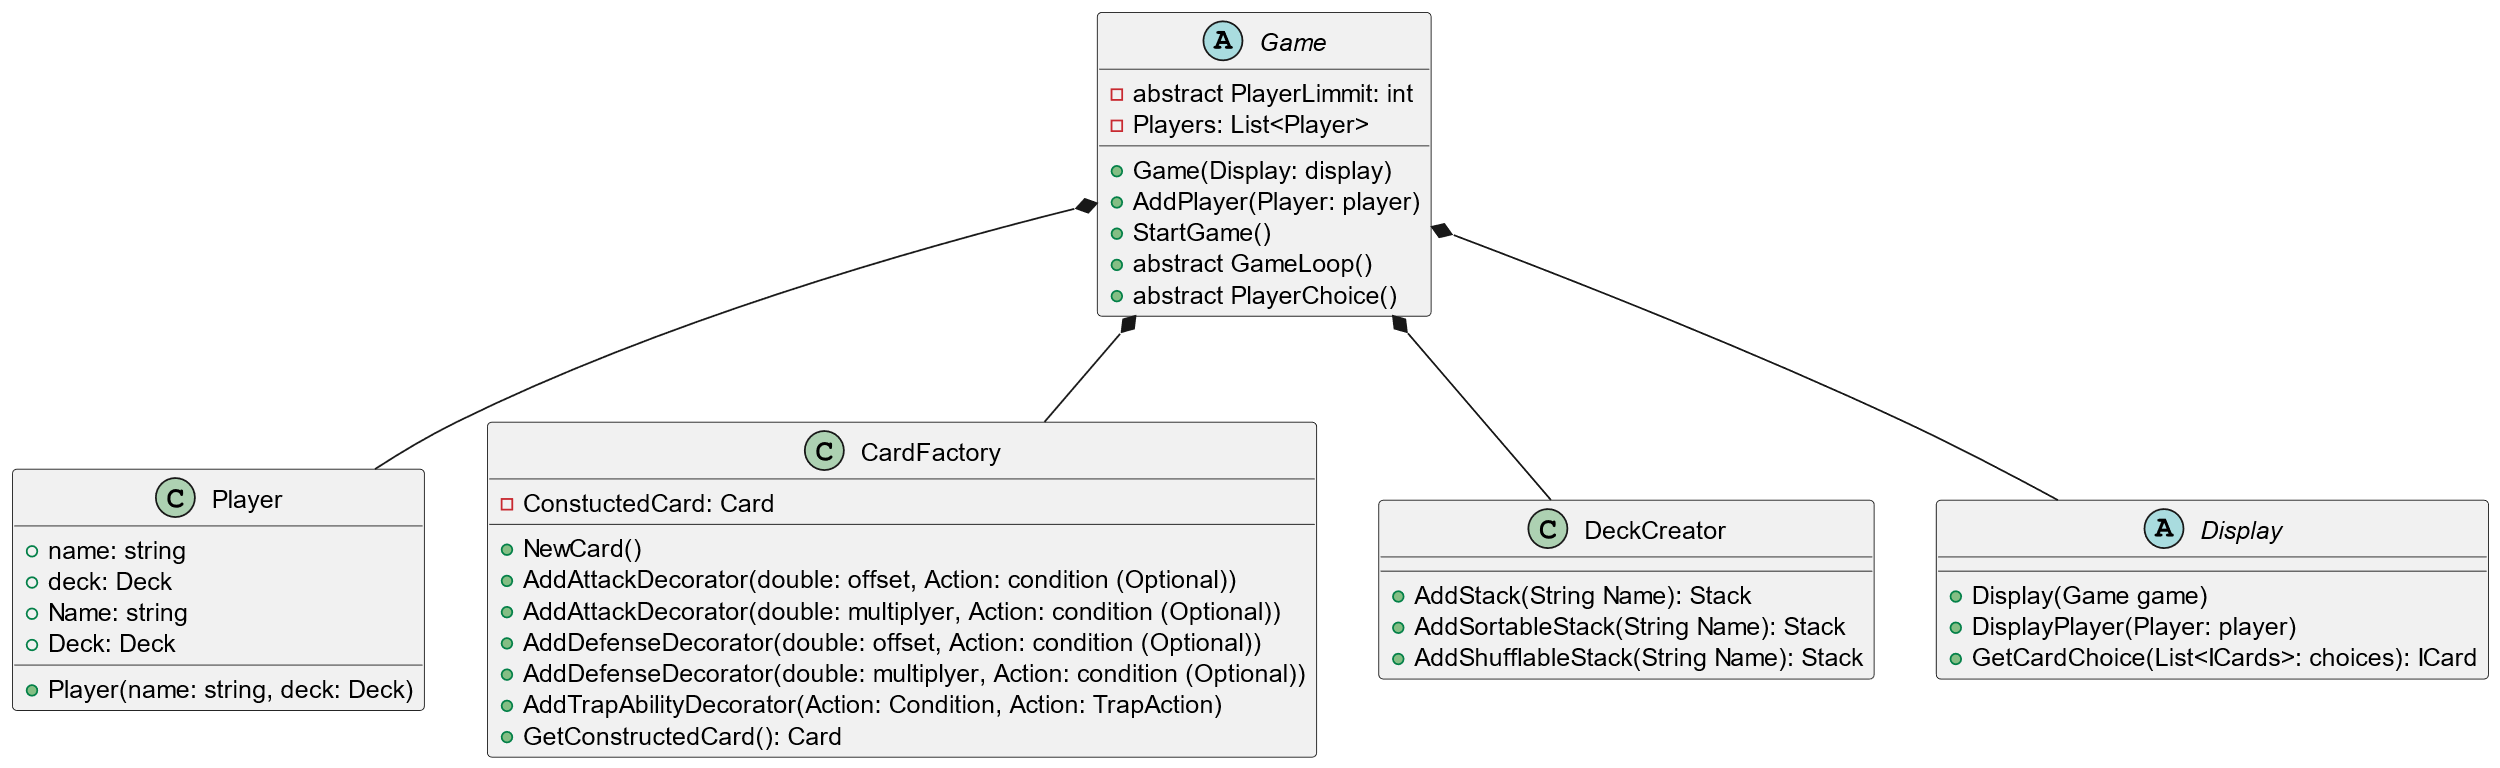 A Game
abstract PlayerLimmit: int
Players: List<Player>
Game(Display: display)
AddPlayer(Player: player)
StartGame()
abstract GameLoop()
abstract PlayerChoice()
C Player
name: string
deck: Deck
Name: string
Deck: Deck
Player(name: string, deck: Deck)
C CardFactory
ConstuctedCard: Card
NewCard()
AddAttackDecorator(double: offset, Action: condition (Optional))
AddAttackDecorator(double: multiplyer, Action: condition (Optional))
AddDefenseDecorator(double: offset, Action: condition (Optional))
AddDefenseDecorator(double: multiplyer, Action: condition (Optional))
AddTrapAbilityDecorator(Action: Condition, Action: TrapAction)
GetConstructedCard(): Card
C DeckCreator
AddStack(String Name): Stack
AddSortableStack(String Name): Stack
AddShufflableStack(String Name): Stack
A Display
Display(Game game)
DisplayPlayer(Player: player)
GetCardChoice(List<ICards>: choices): ICard